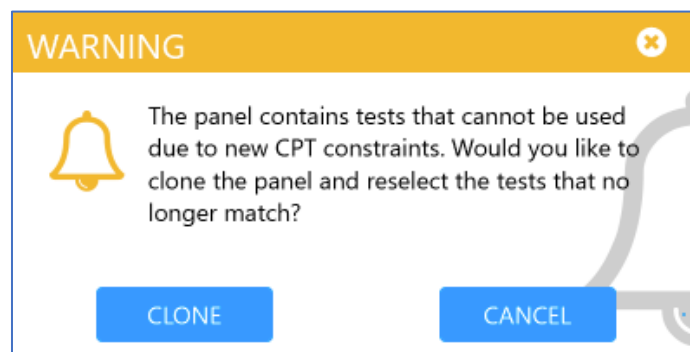 WARNING
The panel contains tests that cannot be used
due to new CPT constraints. Would you like to
clone the panel and reselect the tests that no
longer match?
CLONE
CANCEL